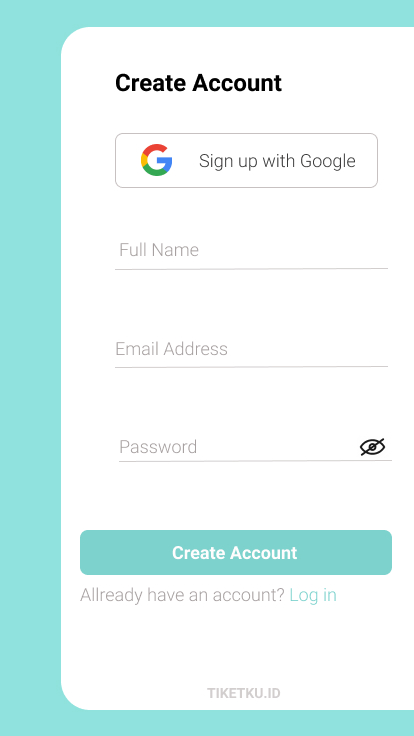 Create Account
Sign up with Google
Full Name
Email Address
Password
Create Account
Allready have an account? Log in
TIKETKU.ID